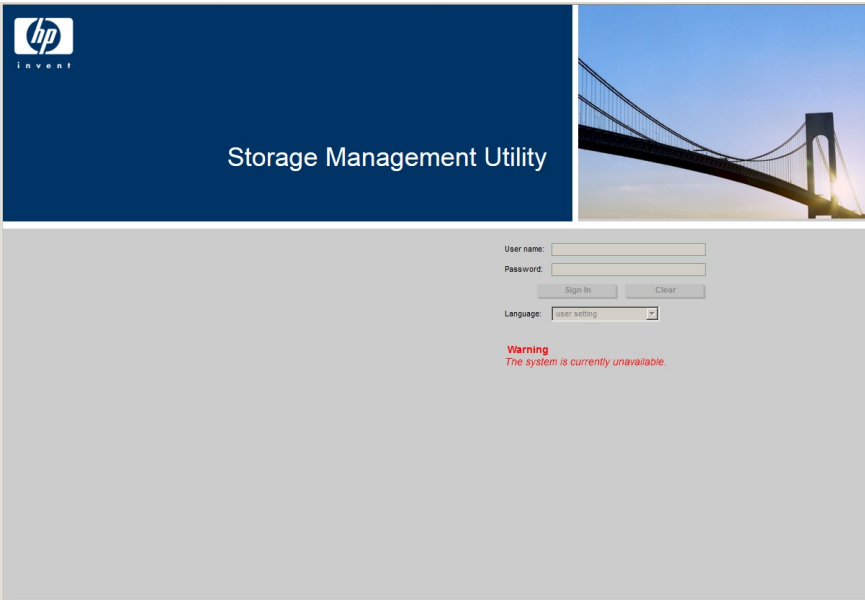 hp
invent
Storage Management Utility
User name:
Password:
Sign In Clear
Language: user setting
Warning
The system is currently unavailable.